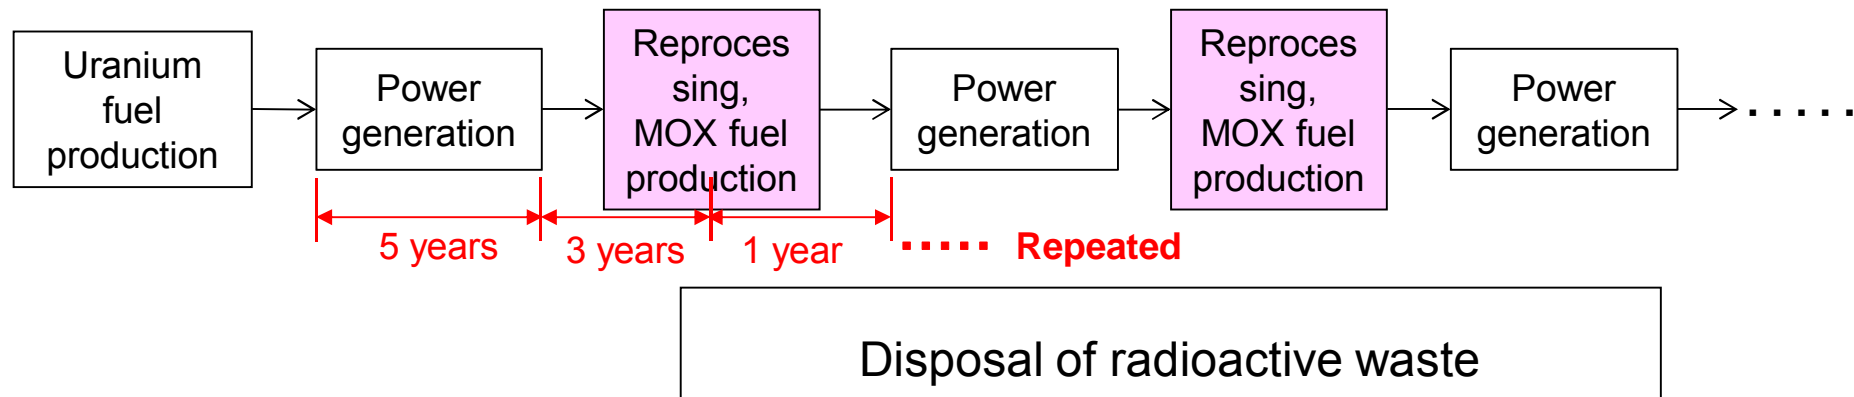 Uranium
fuel
production
Power
generation
Reproces
sing,
MOX fuel
production
Power
generation
Reproces
sing,
MOX fuel
production
Power
generation
.....
5 years
3 years
1 year
..... Repeated
Disposal of radioactive waste